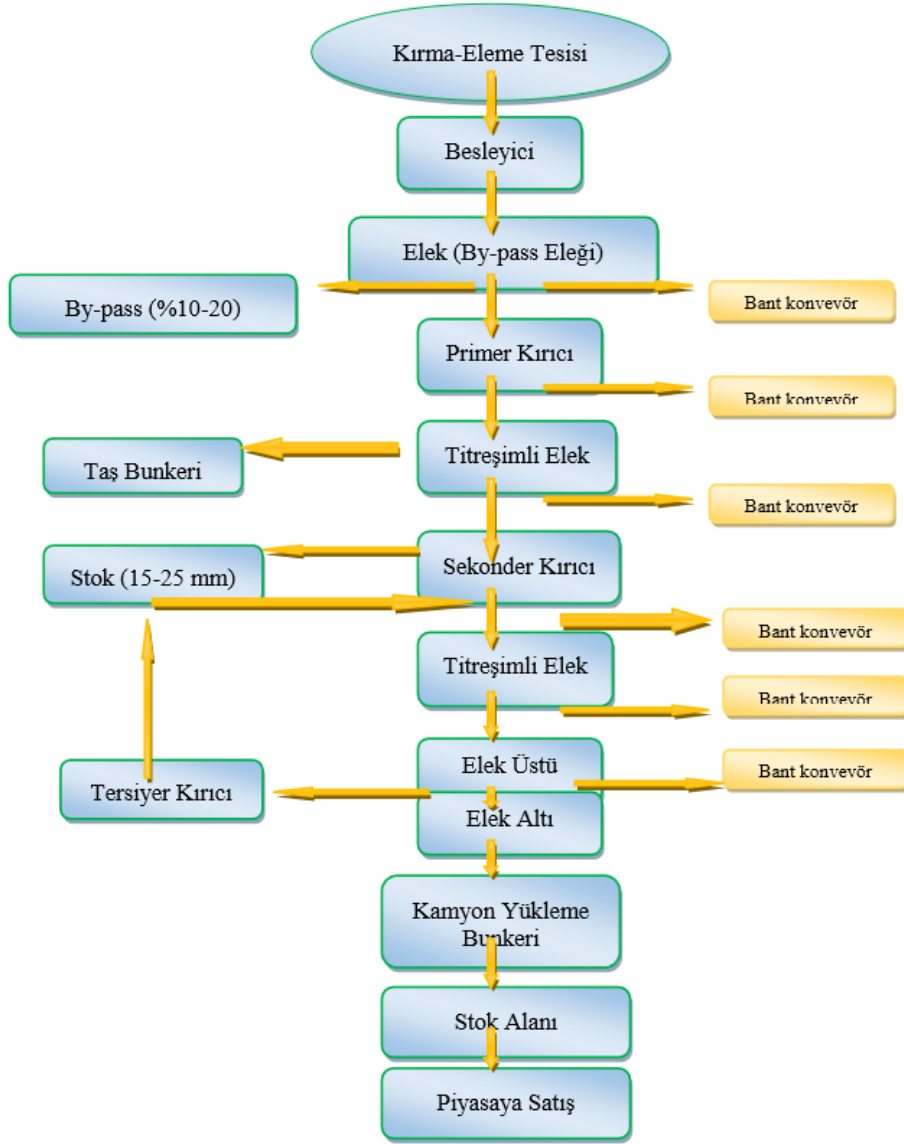 Kırma-Eleme Tesisi
Besleyici
Elek (By-pass Eleği)
By-pass (%10-20)
Bant konvevör
Primer Kırıcı
Bant konvevör
Titreşimli Elek
Taş Bunkeri
Bant konvevör
Sekonder Kırıcı
Stok (15-25 mm)
Bant konvevör
Titreşimli Elek
Bant konvevör
Elek Üstü
Bant konvevör
Tersiyer Kırıcı
Elek Altı
Kamyon Yükleme
Bunkeri
Stok Alanı
Piyasaya Satış